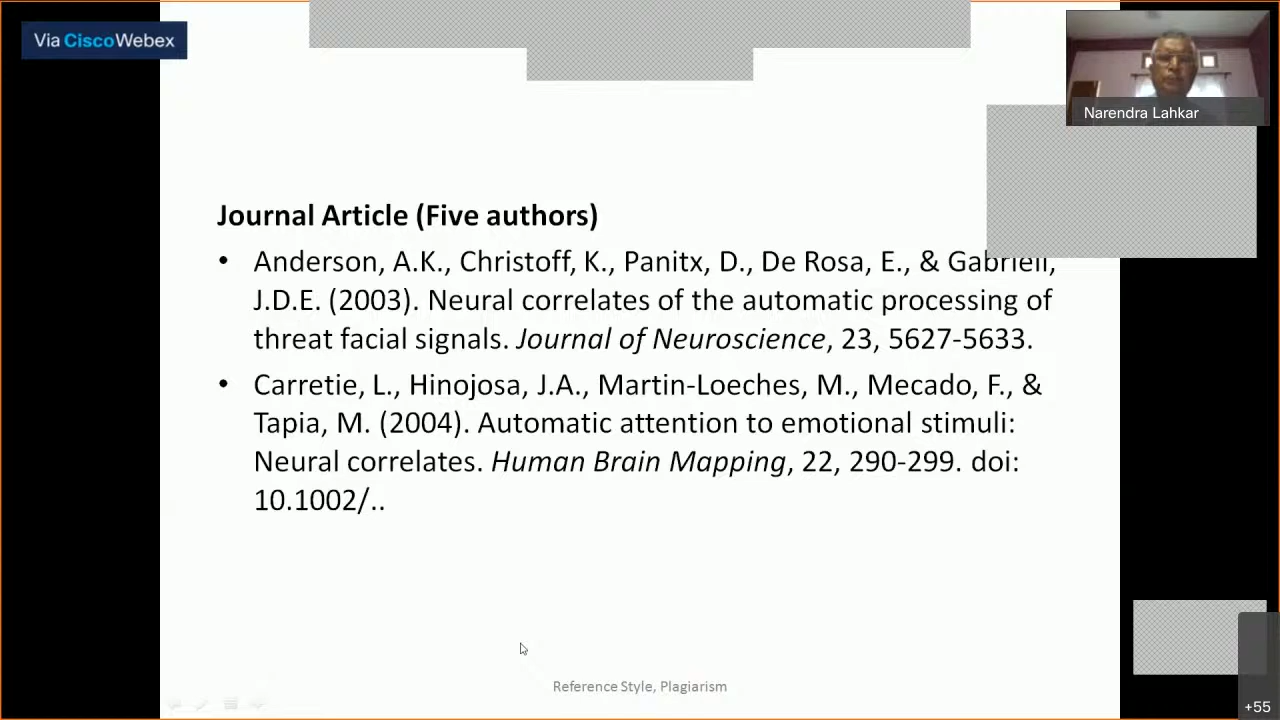 Via CiscoWebex
Narendra Lahkar
Journal Article (Five authors)
• Anderson, A.K., Christoff, K., Panitx, D., De Rosa, E., & Gabrieli,
J.D.E. (2003). Neural correlates of the automatic processing of
threat facial signals. Journal of Neuroscience, 23, 5627-5633.
• Carretie, L., Hinojosa, J.A., Martin-Loeches, M., Mecado, F., &
Tapia, M. (2004). Automatic attention to emotional stimuli:
Neural correlates. Human Brain Mapping, 22, 290-299. doi:
10.1002/..
Reference Style, Plagiarism
+55